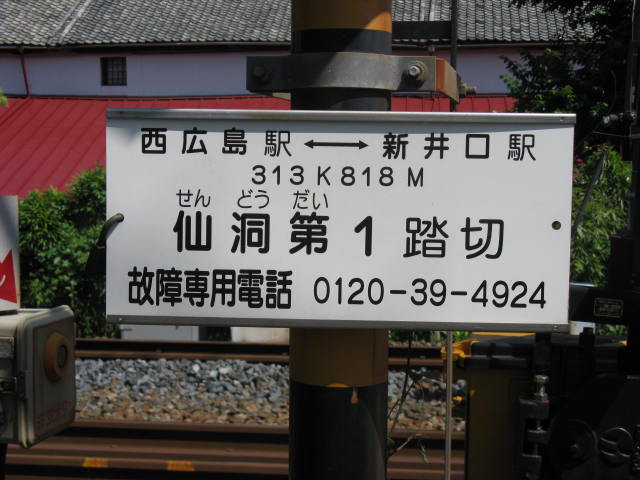 西広島駅⟷新井口駅
313K818M
せん どう だい
仙洞第1踏切
故障専用電話 0120-39-4924